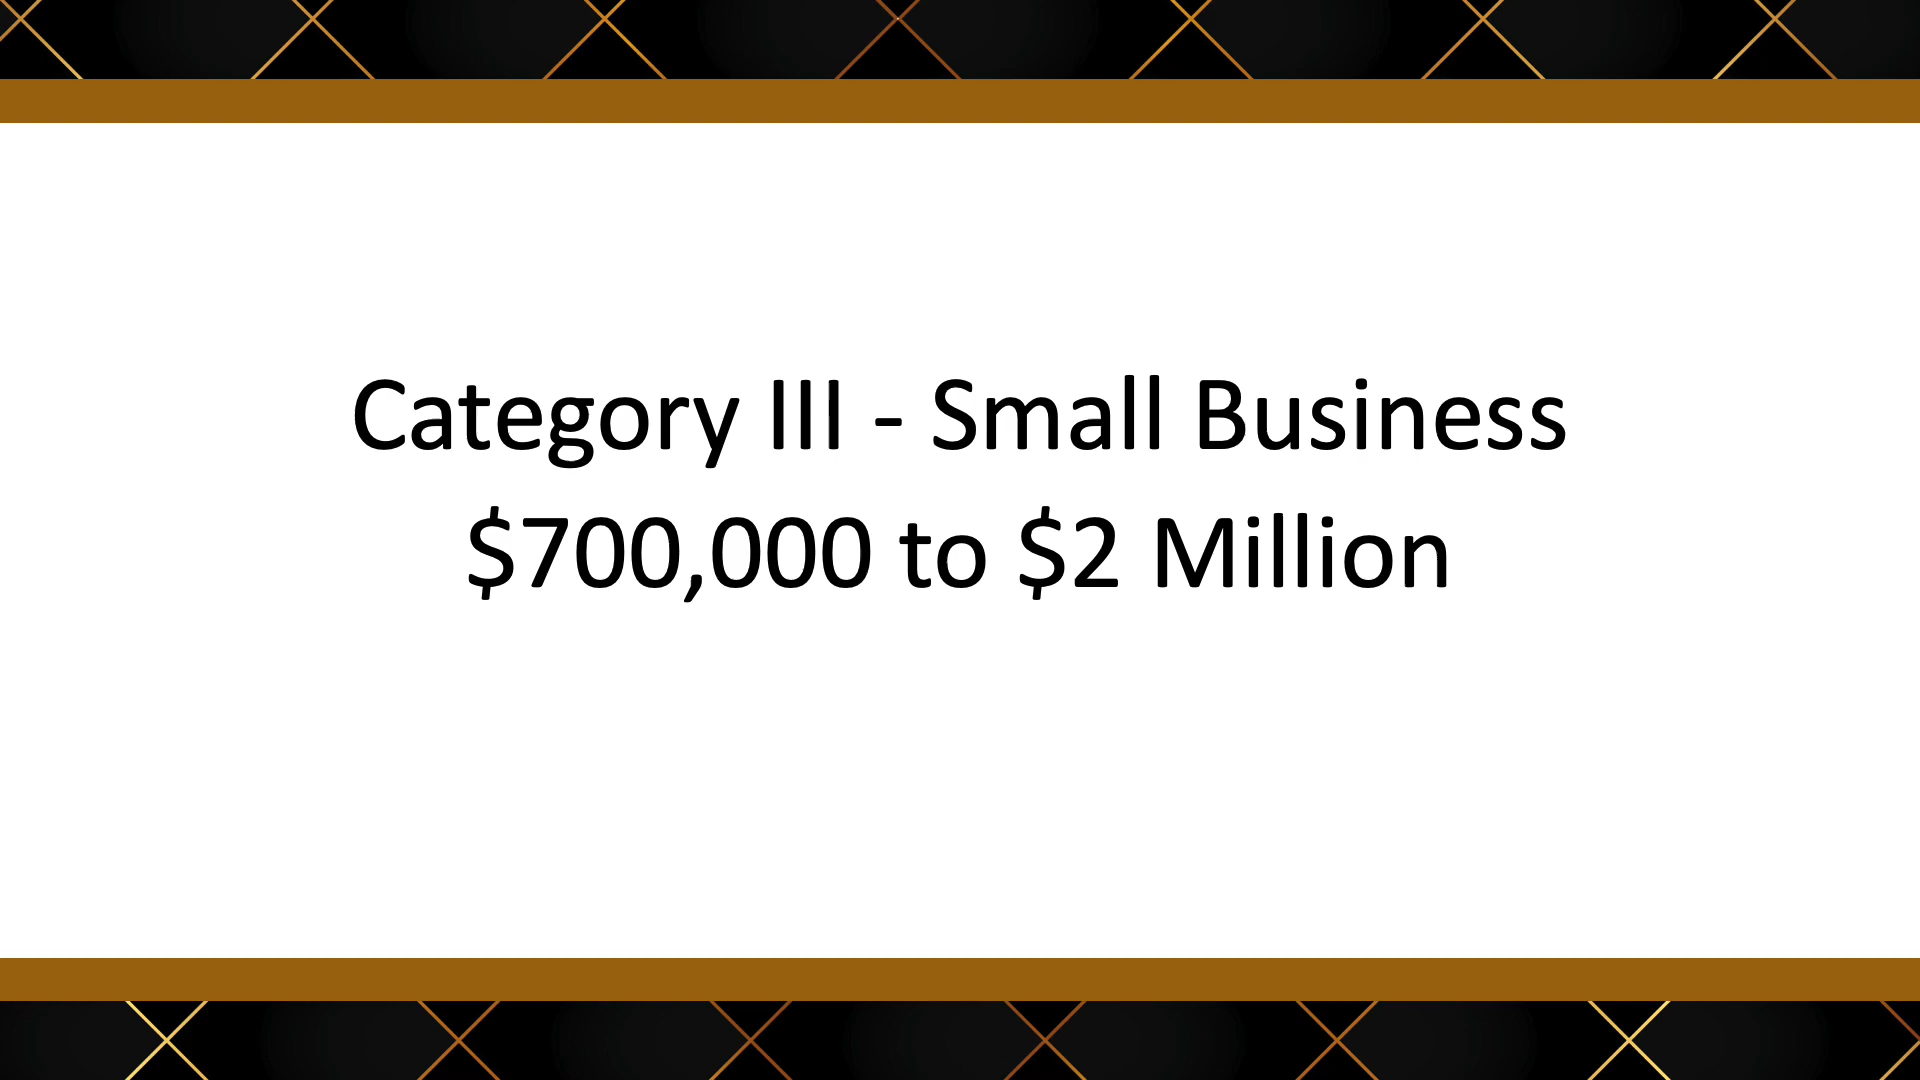 Category III - Small Business
$700,000 to $2 Million